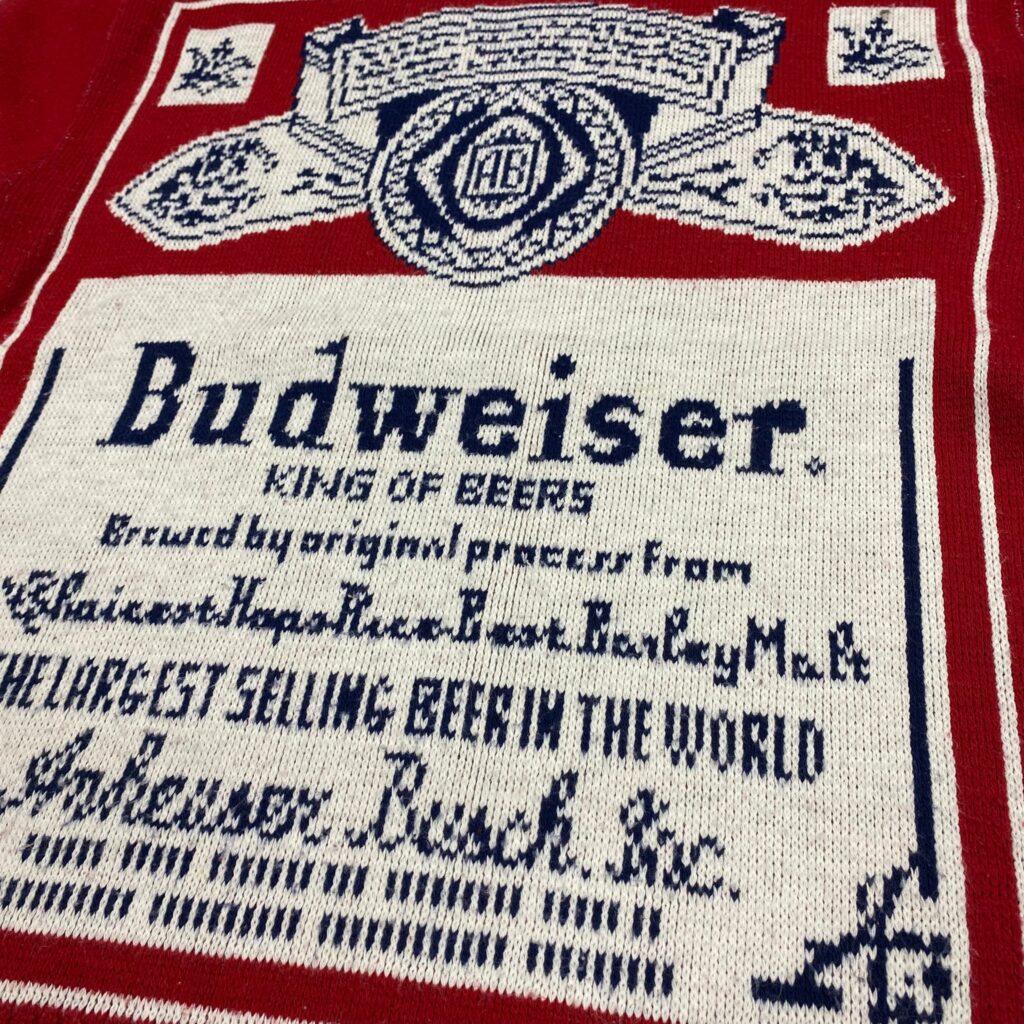 AB
Budweiser.
KING OF BEERS
Brewed by original process from
Choicest Hops Rice Best Barley Malt
THE LARGEST SELLING BEER IN THE WORLD
Anheuser Busch, Inc.